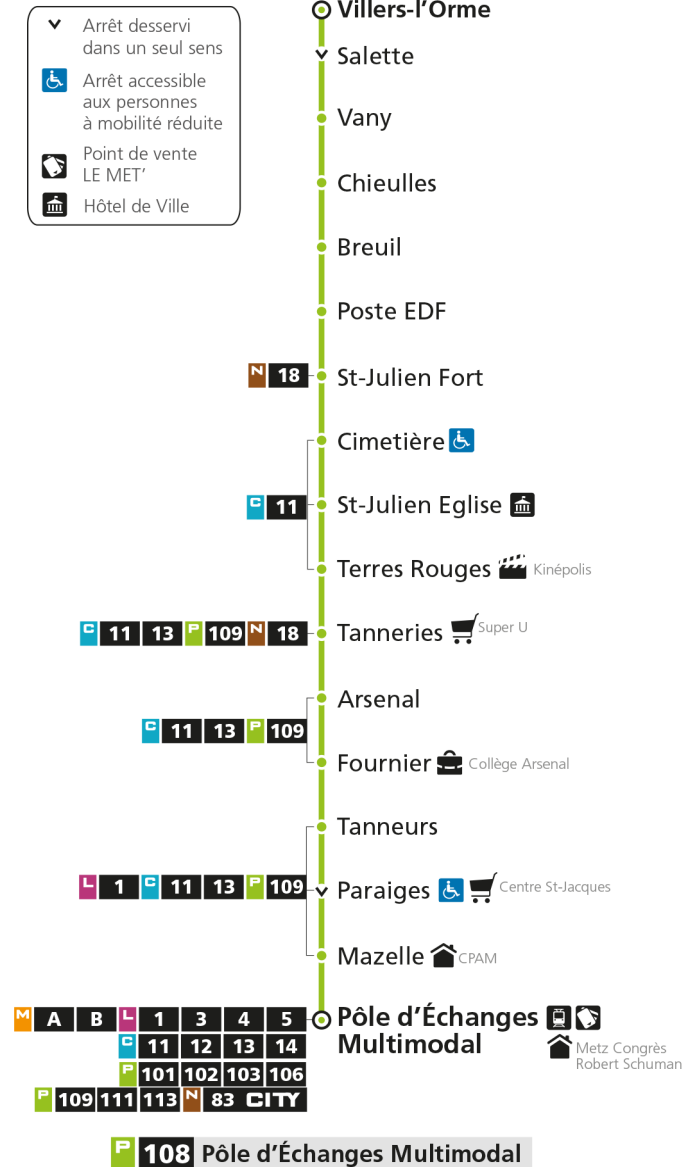 Villers-l'Orme
Arrêt desservi
dans un seul sens
Arrêt accessible
aux personnes
à mobilité réduite
Point de vente
LE MET'
Hôtel de Ville
Salette
Vany
Chieulles
Breuil
Poste EDF
N 18 St-Julien Fort
Cimetière
C 11 St-Julien Eglise
Terres Rouges Kinépolis
C 11 13 P 109 N 18 Tanneries Super U
Arsenal
C 11 13 P 109
Fournier Collège Arsenal
Tanneurs
L 1 C 11 13 P 109 Paraiges Centre St-Jacques
Mazelle CPAM
M A B L 1 3 4 5 Pôle d'Échanges
C 11 12 13 14 Multimodal
Metz Congrès
Robert Schuman
P 101 102 103 106
P 109 111 113 N 83 CITY
P 108 Pôle d'Échanges Multimodal